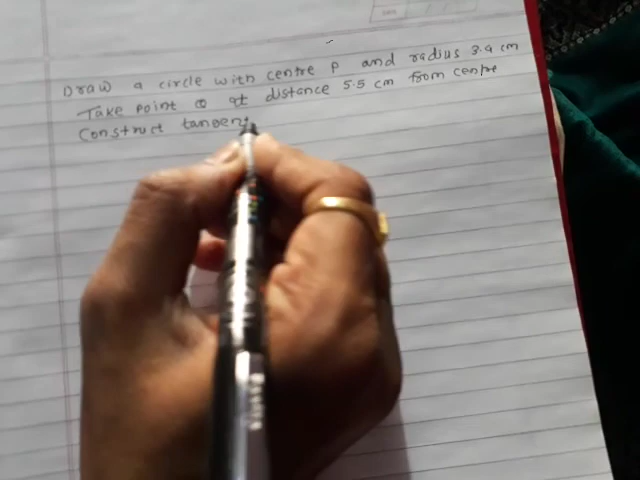 Draw a circle with centre P and radius 3.4 cm
Take point Q at distance 5.5 cm from centre
Construct tangent